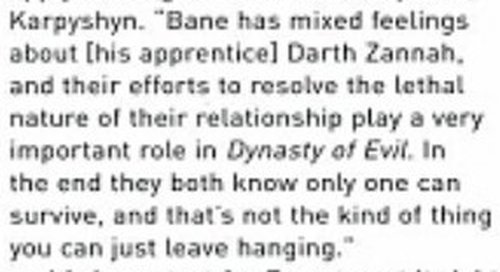 Karpyshyn. "Bane has mixed feelings
about [his apprentice] Darth Zannah,
and their efforts to resolve the lethal
nature of their relationship play a very
important role in Dynasty of Evil. In
the end they both know only one can
survive, and that's not the kind of thing
you can just leave hanging."